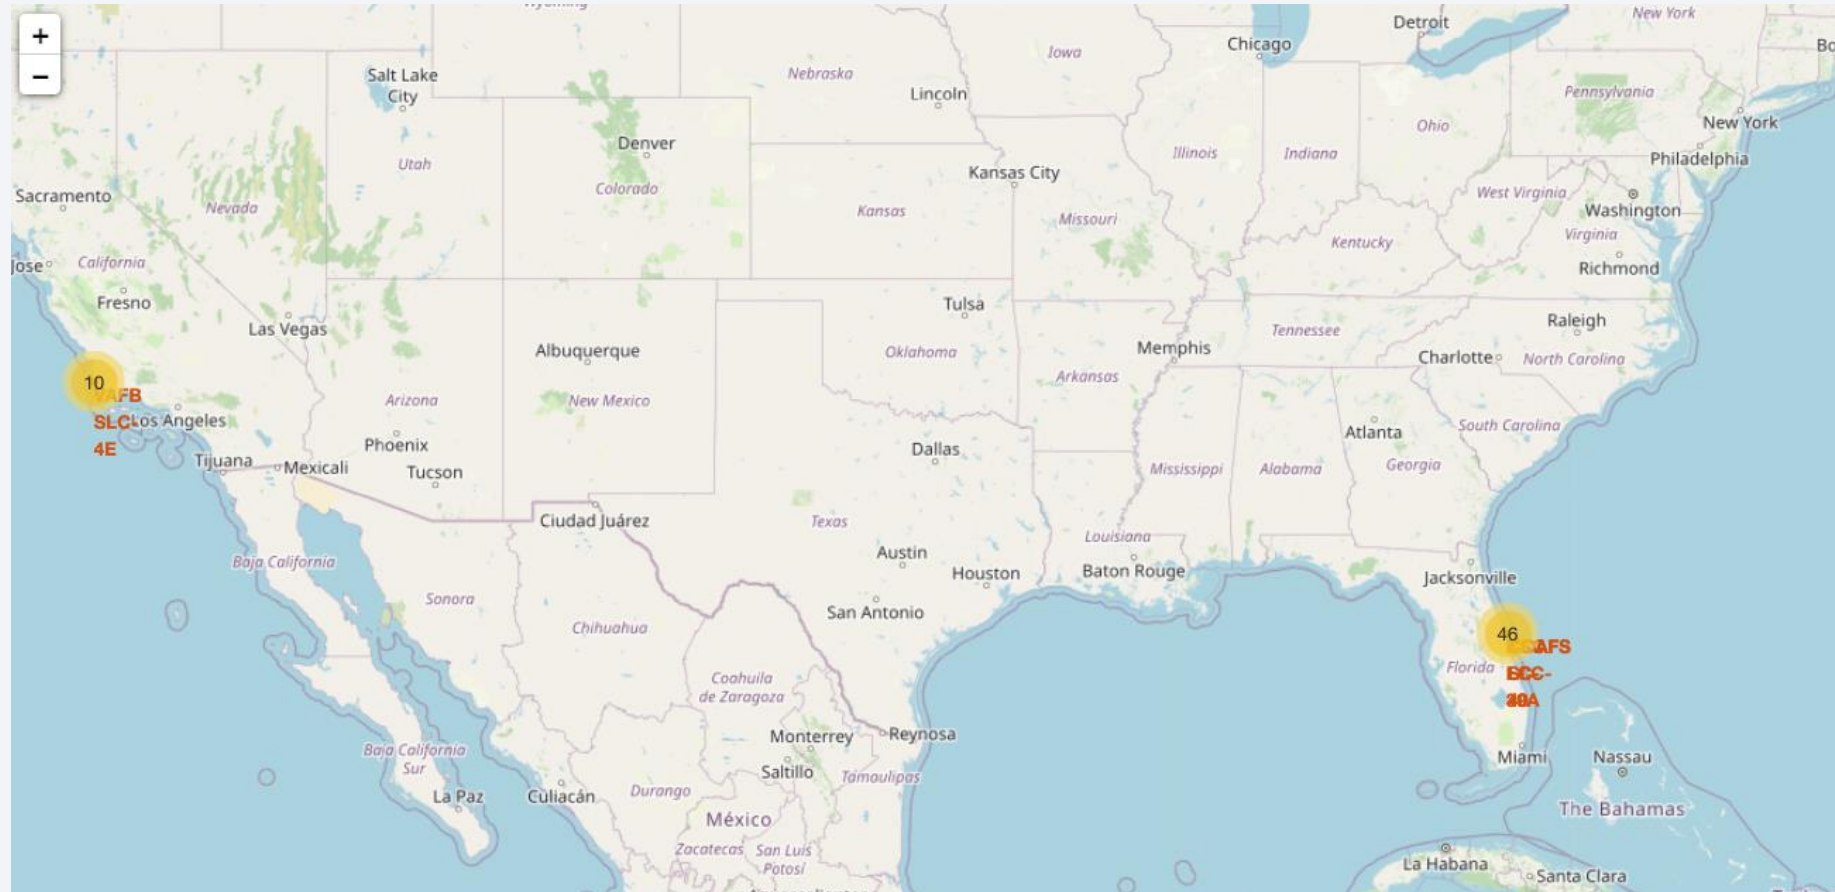 Wyoming
New York
Detroit
Chicago
+
Iowa
Salt Lake
City
Nebraska
−
Lincoln
Pennsylvania
New York
Ohio
Denver
Illinois
Indiana
Philadelphia
Utah
Kansas City
Colorado
West Virginia
Sacramento
Nevada
Kansas
Missouri
Washington
Virginia
Kentucky
Jose
California
Richmond
Fresno
Tulsa
Las Vegas
Raleigh
Tennessee
Albuquerque
Oklahoma
Memphis
Charlotte
North Carolina
10
Arkansas
VAFB
Arizona
New Mexico
SLC-
Los Angeles
4E
South Carolina
Atlanta
Phoenix
Dallas
Tijuana
Mexicali
Tucson
Mississippi
Alabama
Georgia
Ciudad Juárez
Texas
Louisiana
Austin
Baja California
Houston
Baton Rouge
Jacksonville
Sonora
San Antonio
Chihuahua
46
Florida
Coahuila
de Zaragoza
Monterrey
Reynosa
Baja California
Sur
Saltillo
Tamaulipas
Miami
Nassau
La Paz
Culiacán
Durango
The Bahamas
México
Zacatecas
San Luis
Potosí
La Habana
Santa Clara